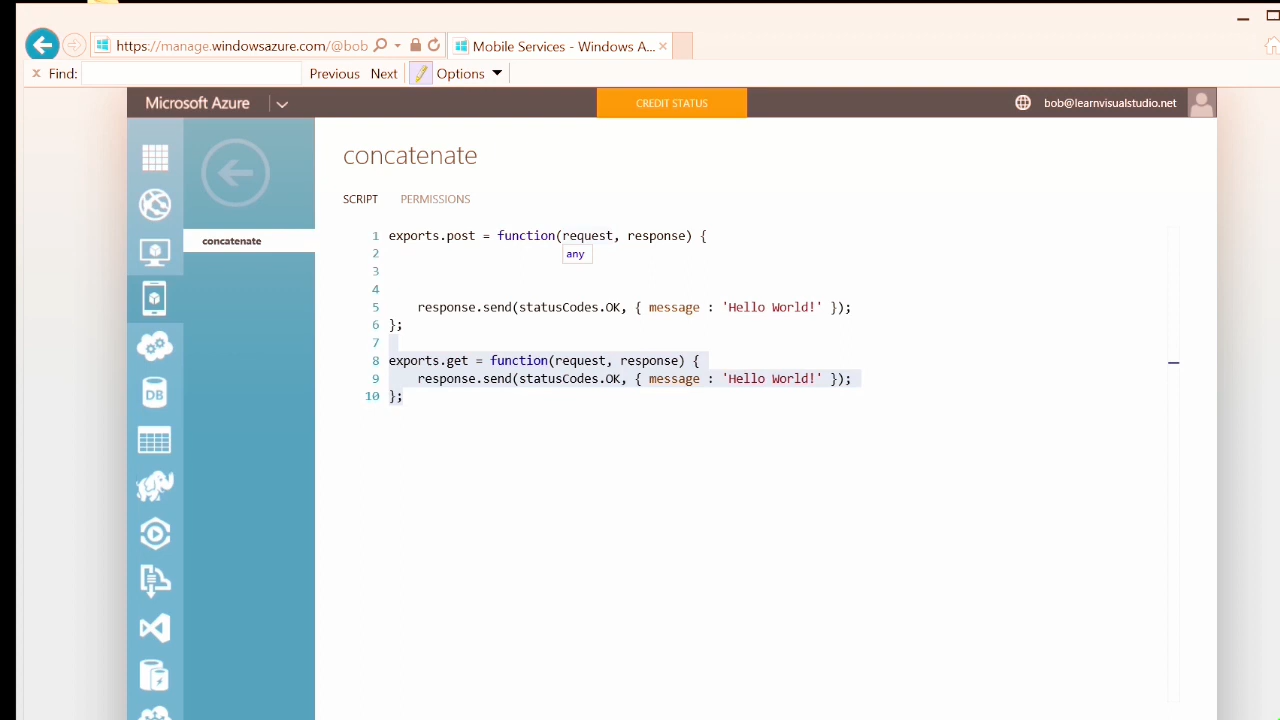 https://manage.windowsazure.com/@bob
Mobile Services - Windows A...
x Find:
Previous Next Options
Microsoft Azure
CREDIT STATUS
bob@learnvisualstudio.net
concatenate
concatenate
SCRIPT PERMISSIONS
1 exports.post = function(request, response) {
any
2
3
4
5 response.send(statusCodes.OK, { message : 'Hello World!' });
6 };
7
8 exports.get = function(request, response) {
9 response.send(statusCodes.OK, { message : 'Hello World!' });
10 };
DB